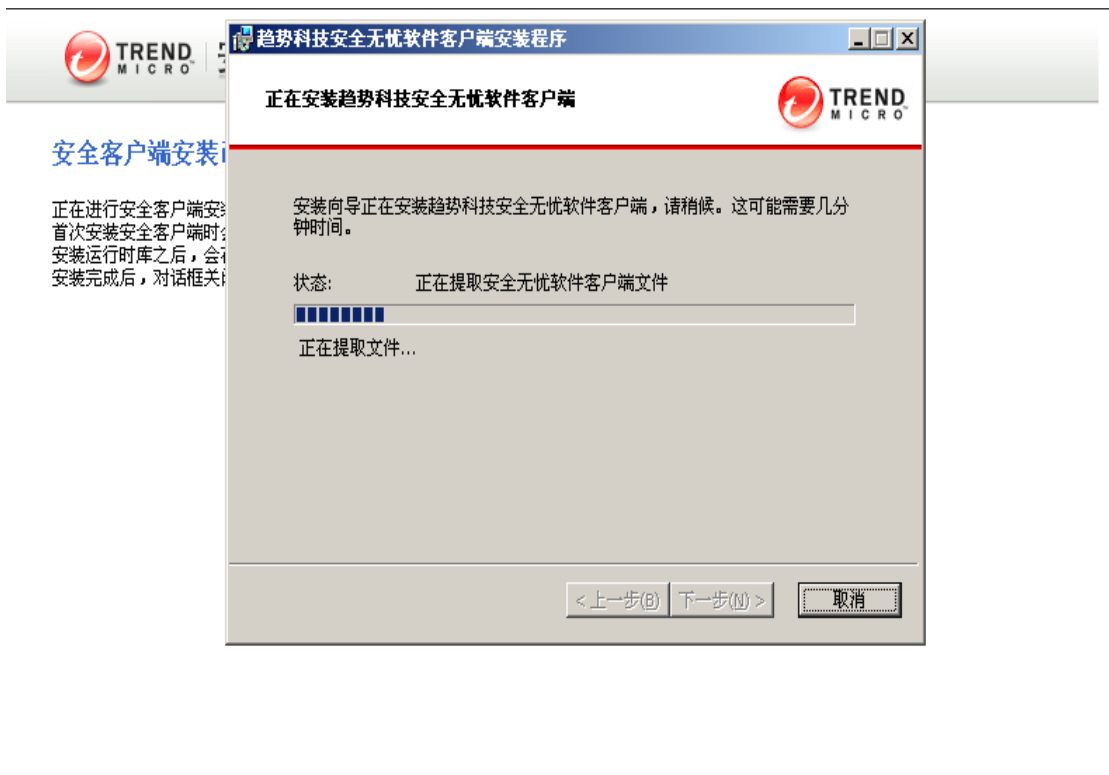 TREND
MICRO
趋势科技安全无忧软件客户端安装程序
正在安装趋势科技安全无忧软件客户端
TREND
MICRO
安全客户端安装
正在进行安全客户端安
首次安装安全客户端时
安装运行时库之后，会
安装完成后，对话框关
安装向导正在安装趋势科技安全无忧软件客户端，请稍候。这可能需要几分
钟时间。
状态: 正在提取安全无忧软件客户端文件
正在提取文件...
< 上一步(B) 下一步(N) > 取消